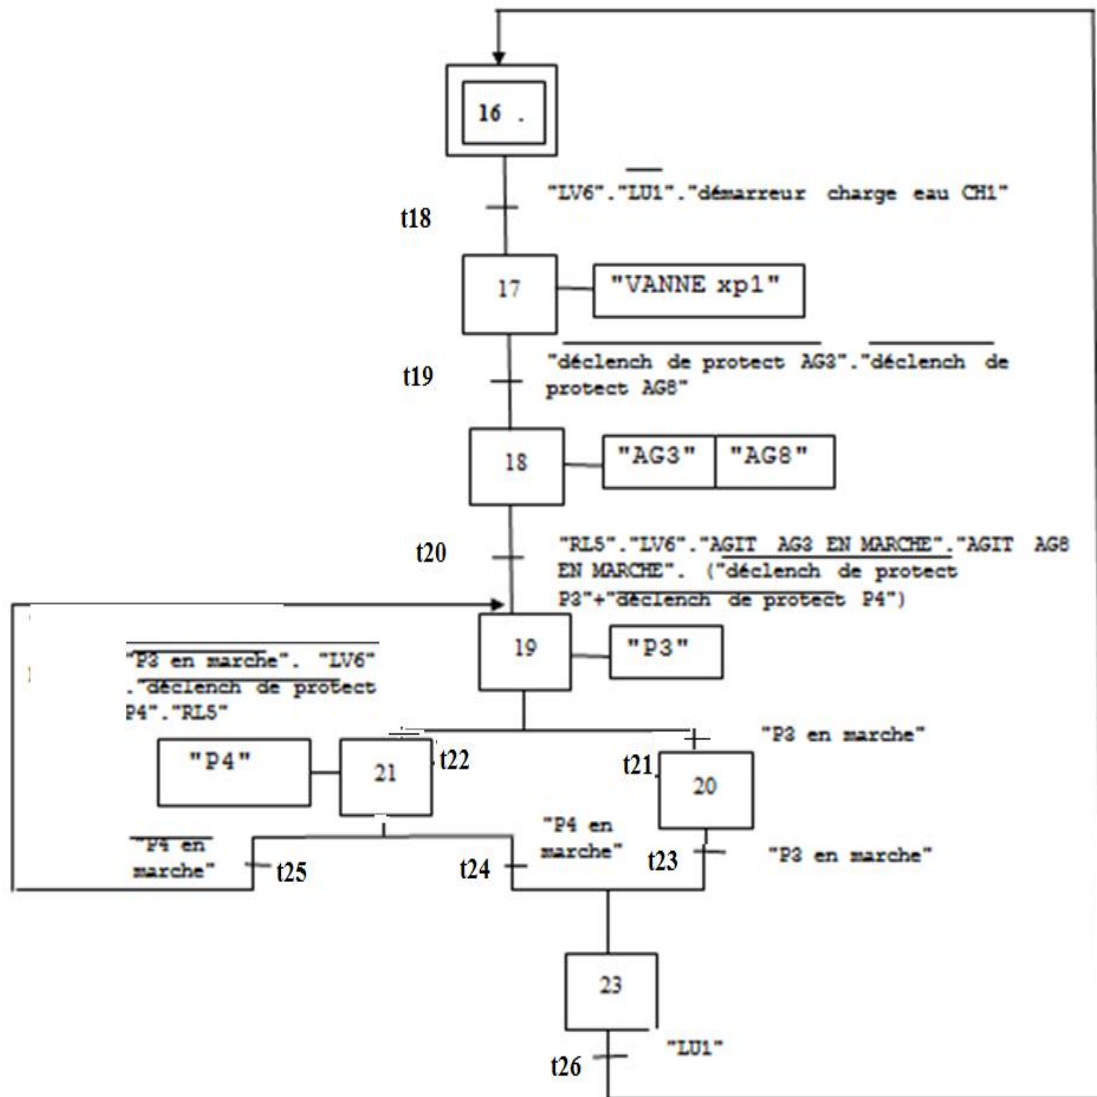 16 .
"LV6"."LU1"."démarreur charge eau CH1"
t18
17
"VANNE xp1"
"déclench de protect AG3"."déclench de
protect AG8"
t19
18
"AG3"
"AG8"
t20
"RL5"."LV6"."AGIT AG3 EN MARCHE"."AGIT AG8
EN MARCHE". ("déclench de protect
P3"+"déclench de protect P4")
19
"P3"
"P3 en marche". "LV6"
."déclench de protect
P4"."RL5"
"P4"
21
t22
t21
"P3 en marche"
20
"P4 en
marche"
t25
"P4 en
marche"
t24
t23
"P3 en marche"
23
t26
"LU1"